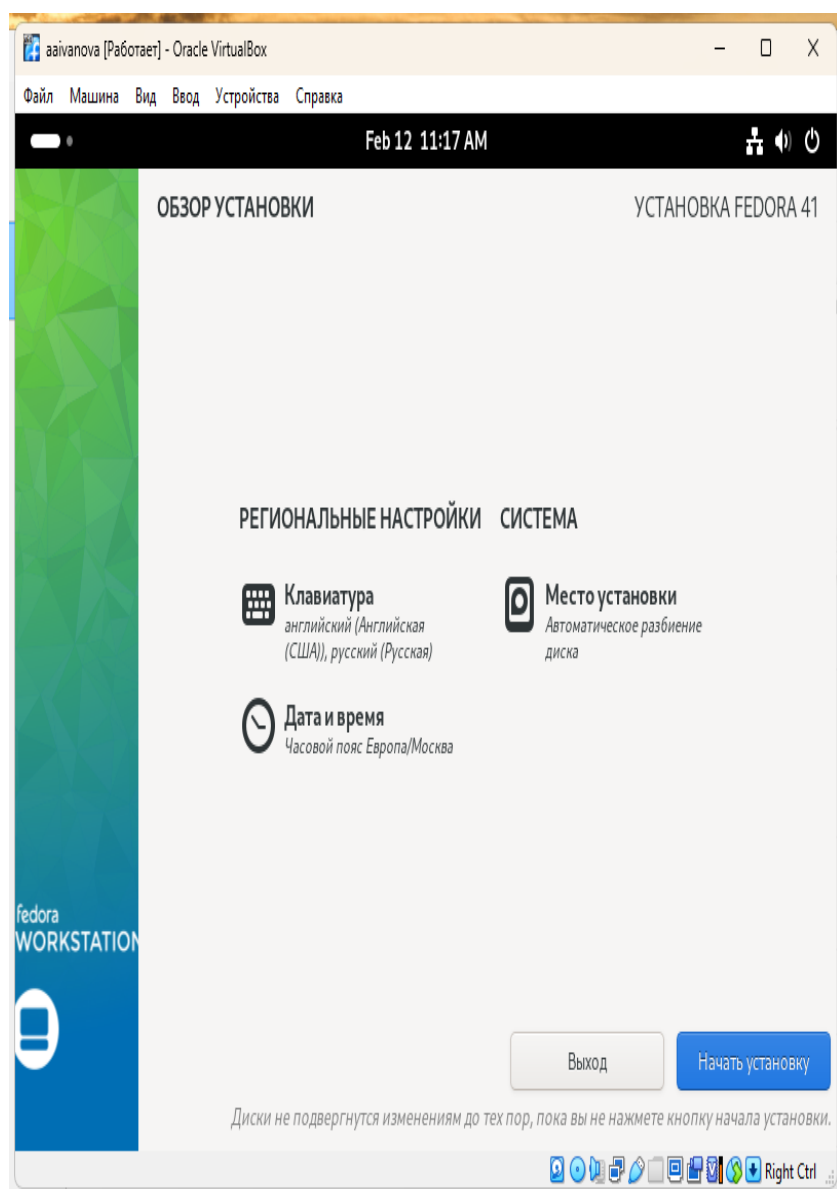 aaivanova [Работает] - Oracle VirtualBox
Файл Машина Вид Ввод Устройства Справка
Feb 12 11:17 AM
ОБЗОР УСТАНОВКИ
УСТАНОВКА FEDORA 41
РЕГИОНАЛЬНЫЕ НАСТРОЙКИ
СИСТЕМА
Клавиатура
английский (Английская
(США)), русский (Русская)
Место установки
Автоматическое разбиение
диска
Дата и время
Часовой пояс Европа/Москва
fedora
WORKSTATION
Выход
Начать установку
Диски не подвергнутся изменениям до тех пор, пока вы не нажмете кнопку начала установки.
Right Ctrl